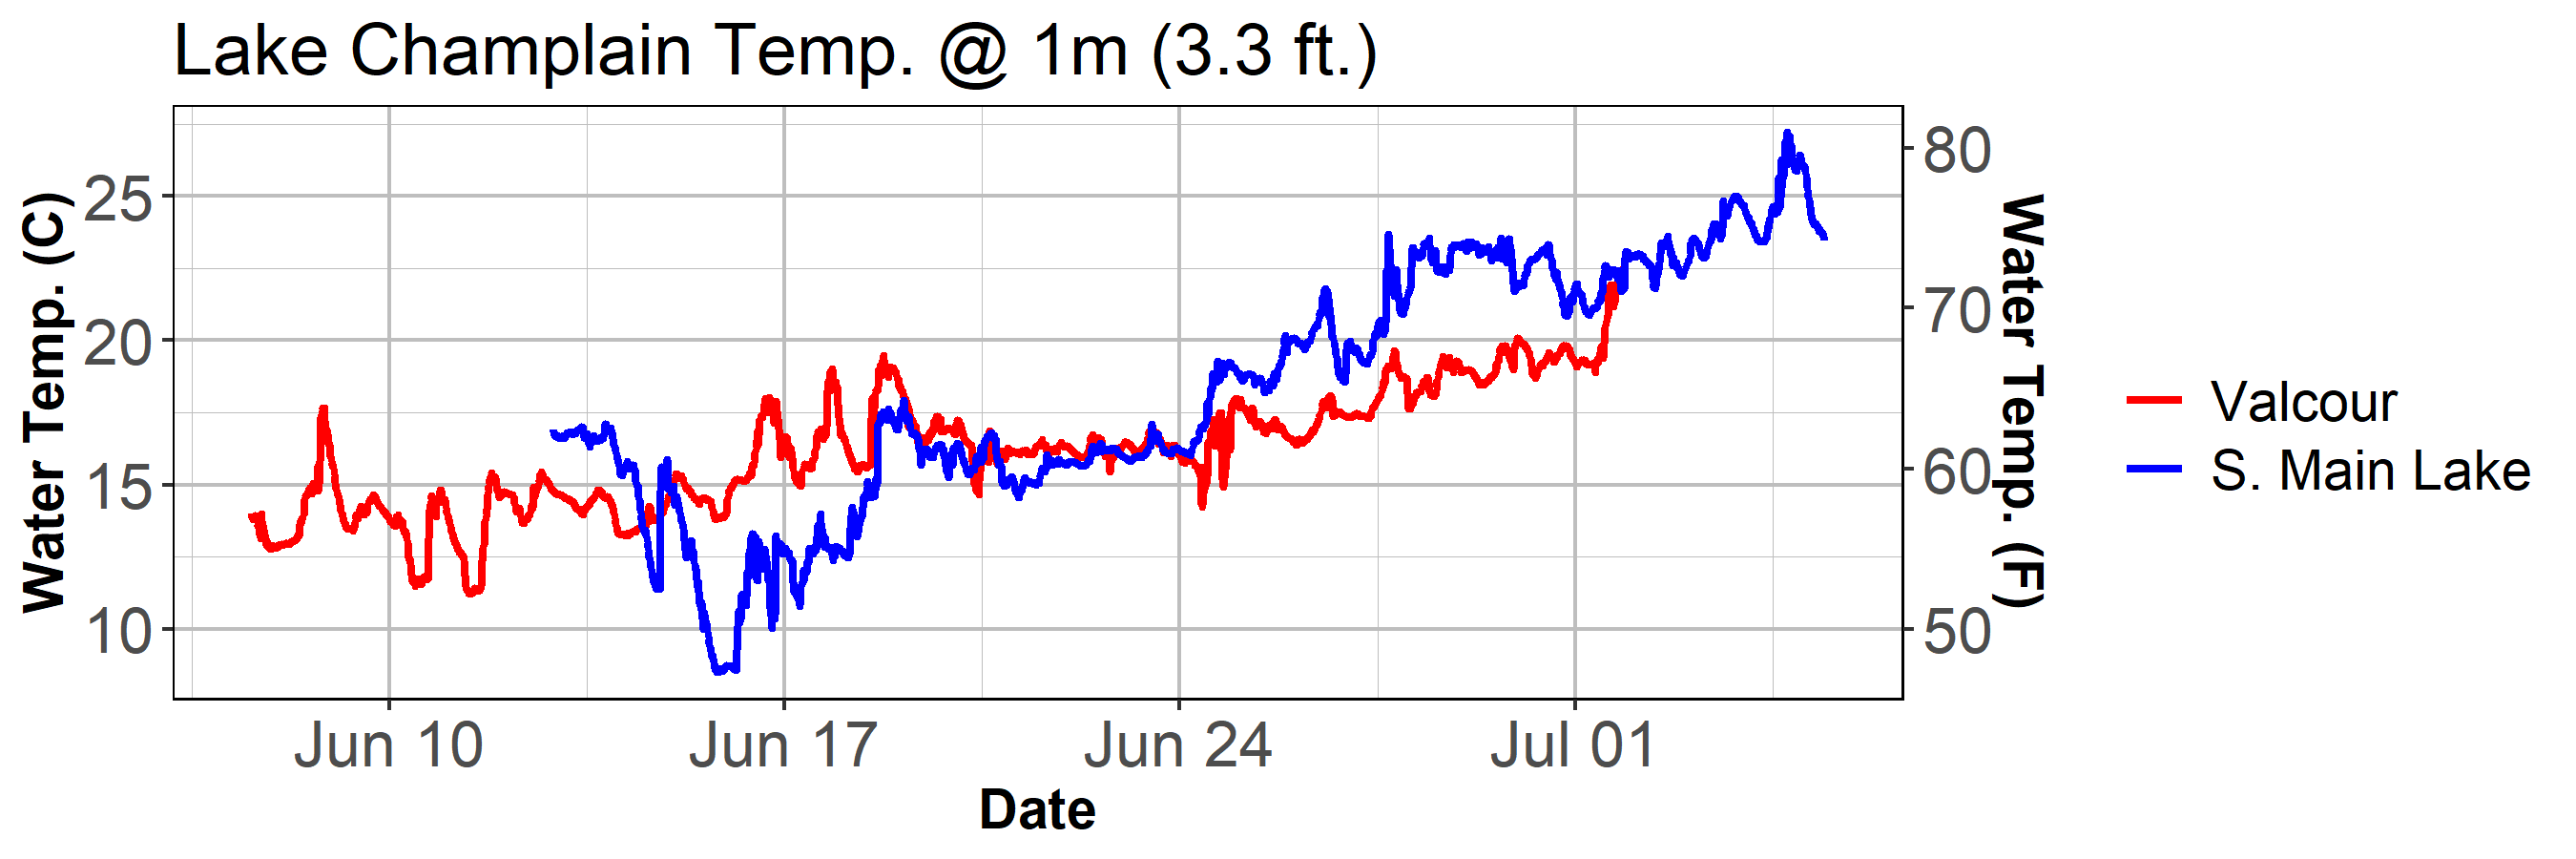 Lake Champlain Temp. @ 1m (3.3 ft.)
Water Temp. (C)
25
20
15
10
80
70
60
50
Water Temp. (F)
Jun 10
Jun 17
Jun 24
Jul 01
Date
Valcour
S. Main Lake